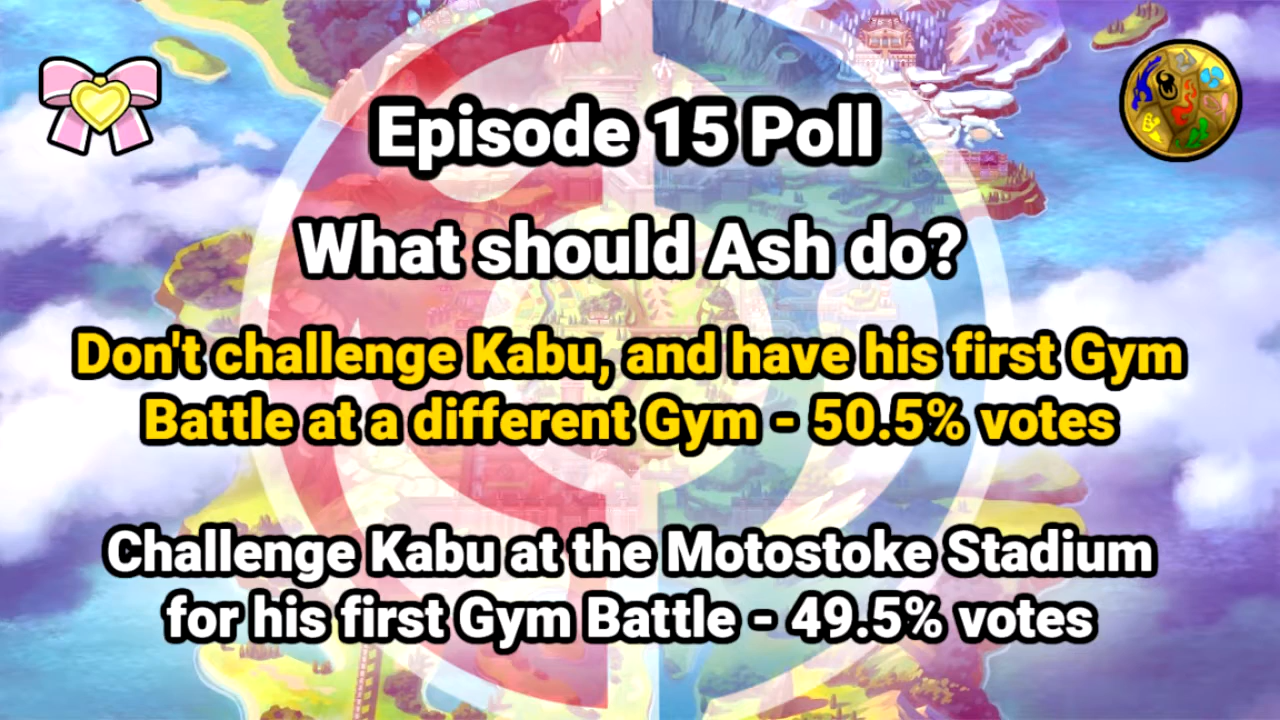 Episode 15 Poll
What should Ash do?
Don't challenge Kabu, and have his first Gym
Battle at a different Gym - 50.5% votes
Challenge Kabu at the Motostoke Stadium
for his first Gym Battle - 49.5% votes